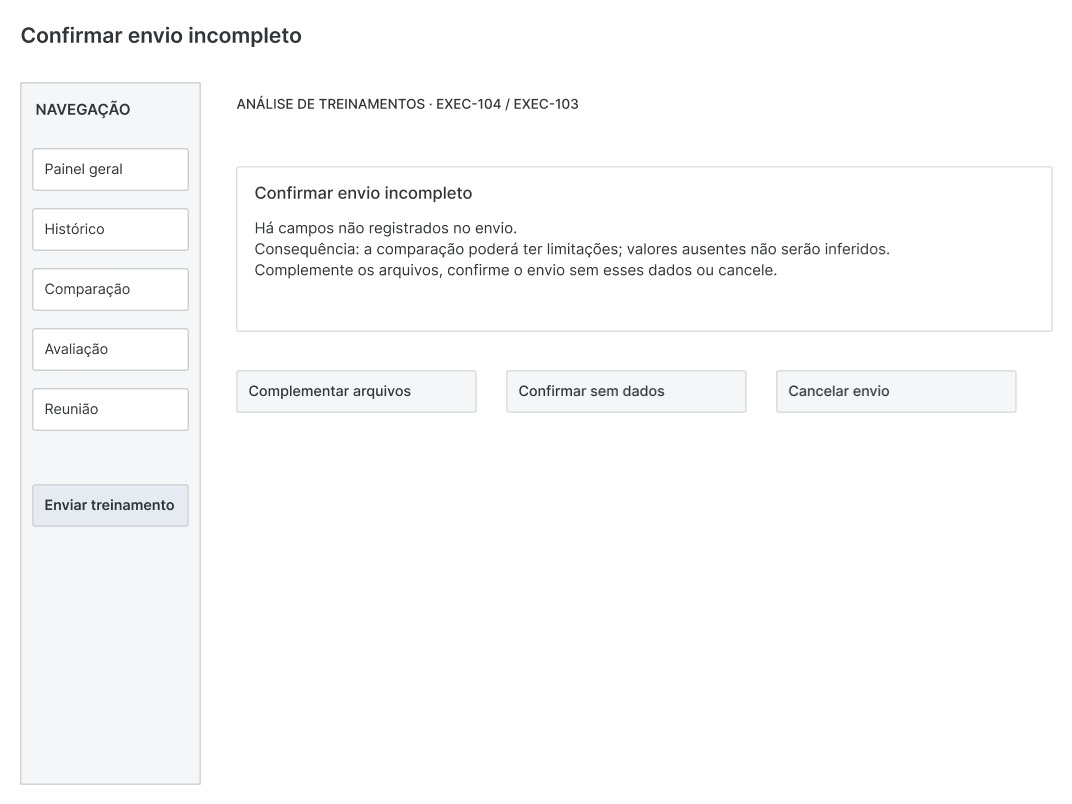 Confirmar envio incompleto
NAVEGAÇÃO
Painel geral
Histórico
Comparação
Avaliação
Reunião
Enviar treinamento
ANÁLISE DE TREINAMENTOS · EXEC-104 / EXEC-103
Confirmar envio incompleto
Há campos não registrados no envio.
Consequência: a comparação poderá ter limitações; valores ausentes não serão inferidos.
Complemente os arquivos, confirme o envio sem esses dados ou cancele.
Complementar arquivos
Confirmar sem dados
Cancelar envio